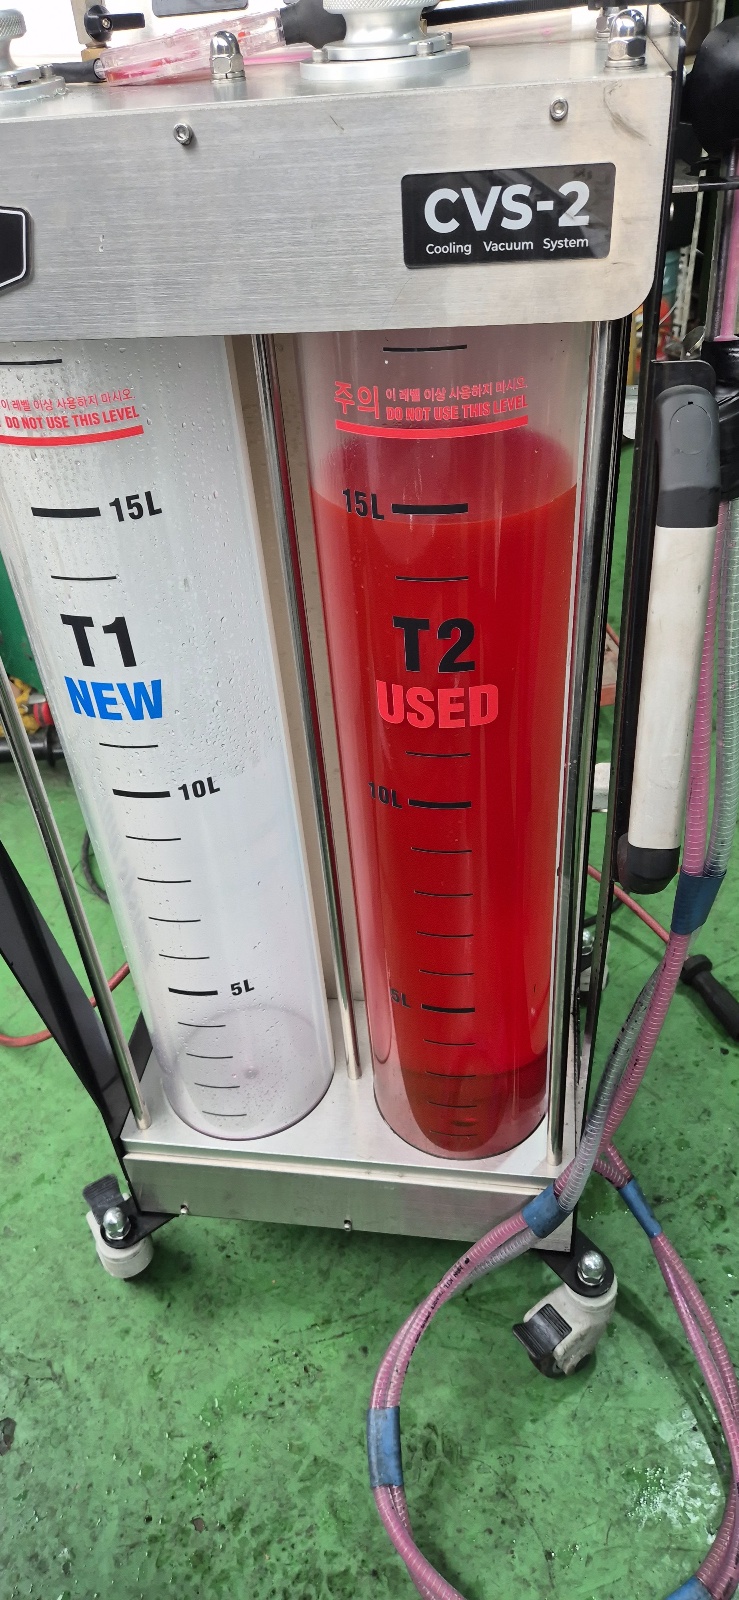 CVS-2
Cooling Vacuum System
이 레벨 이상 사용하지 마시오.
DO NOT USE THIS LEVEL
15L
T1
NEW
10L
5L
주의 이 레벨 이상 사용하지 마시오.
DO NOT USE THIS LEVEL
15L
T2
USED
10L
5L